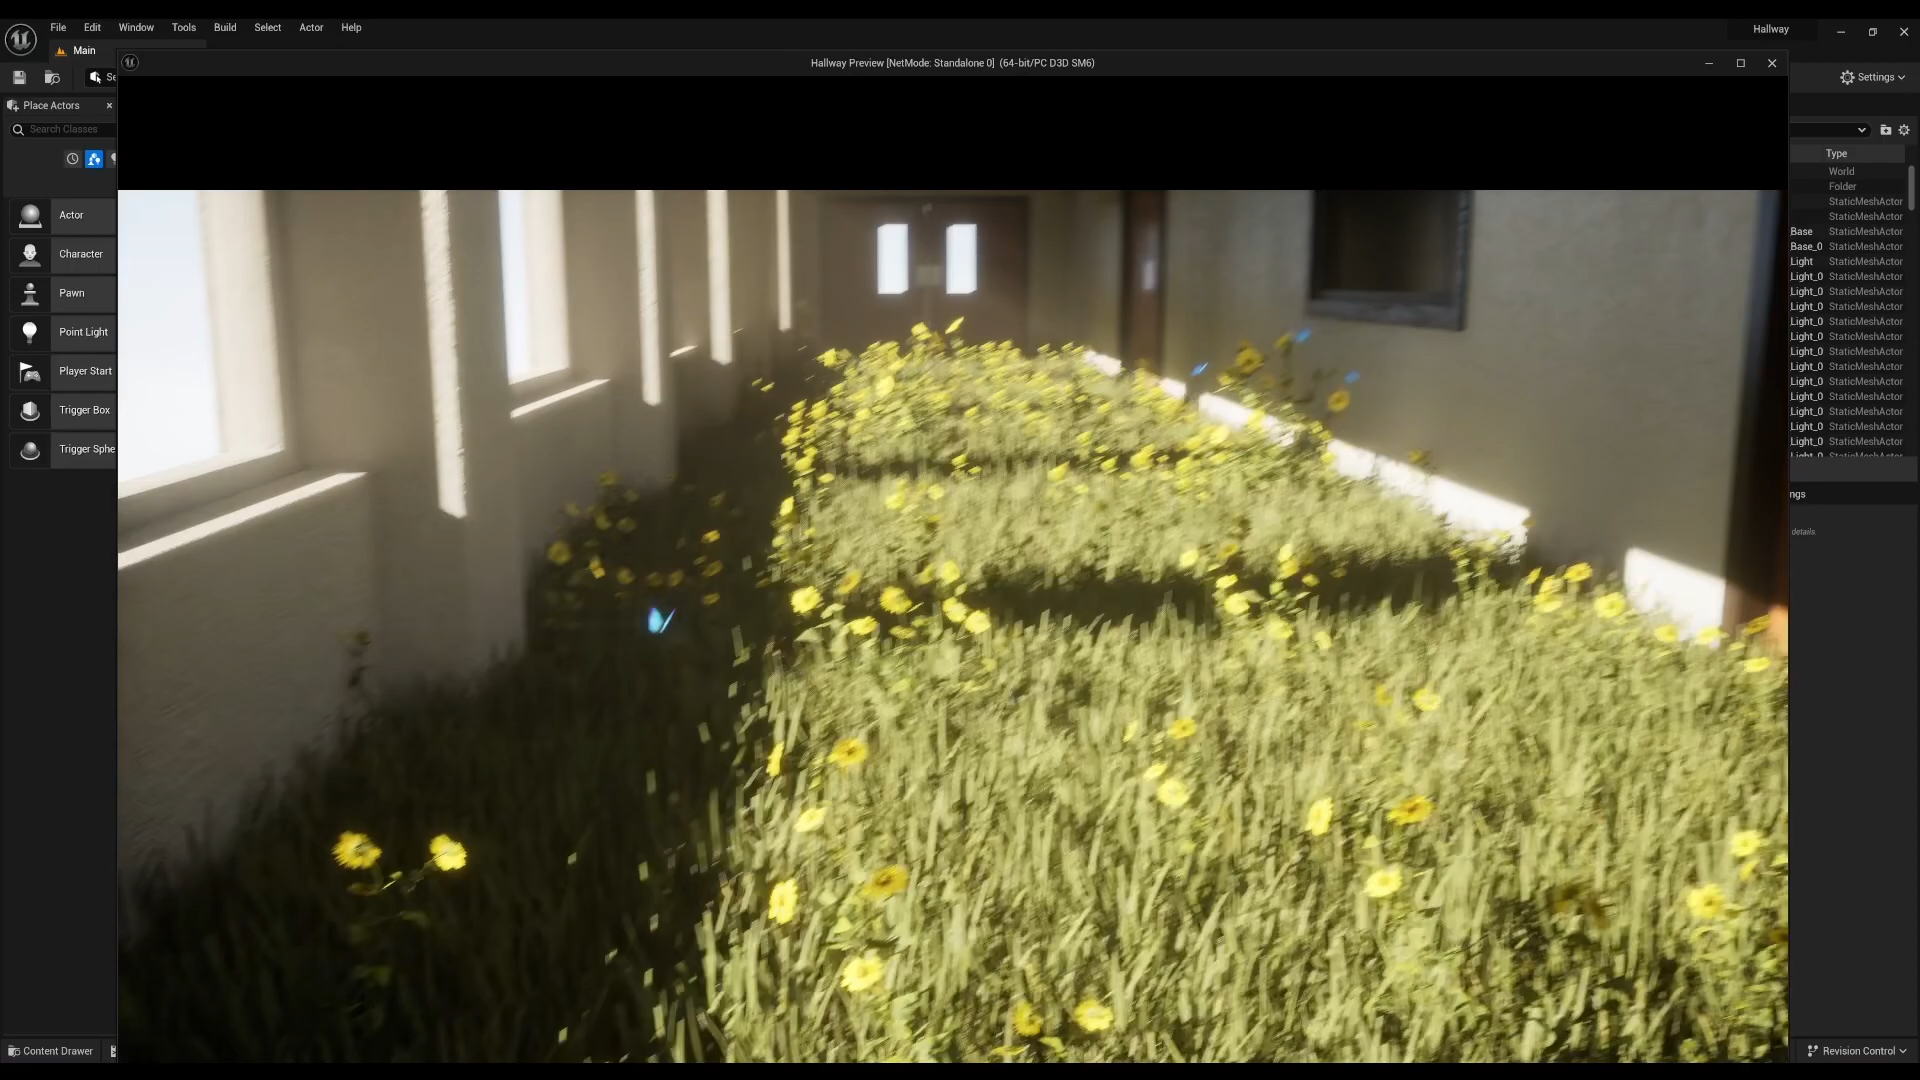 File Edit Window Tools Build Select Actor Help
Hallway
Main
Hallway Preview [NetMode: Standalone 0] (64-bit/PC D3D SM6)
Se
Settings
Place Actors
Search Classes
Type
World
Folder
StaticMeshActor
StaticMeshActor
Base StaticMeshActor
Base_0 StaticMeshActor
Light StaticMeshActor
Light_0 StaticMeshActor
Light_0 StaticMeshActor
Light_0 StaticMeshActor
Light_0 StaticMeshActor
Light_0 StaticMeshActor
Light_0 StaticMeshActor
Light_0 StaticMeshActor
Light_0 StaticMeshActor
Light_0 StaticMeshActor
Light_0 StaticMeshActor
Light_0 StaticMeshActor
Light_0 StaticMeshActor
Light_0 StaticMeshActor
Actor
Character
Pawn
Point Light
Player Start
Trigger Box
Trigger Sphe
ngs
details.
Content Drawer
Revision Control